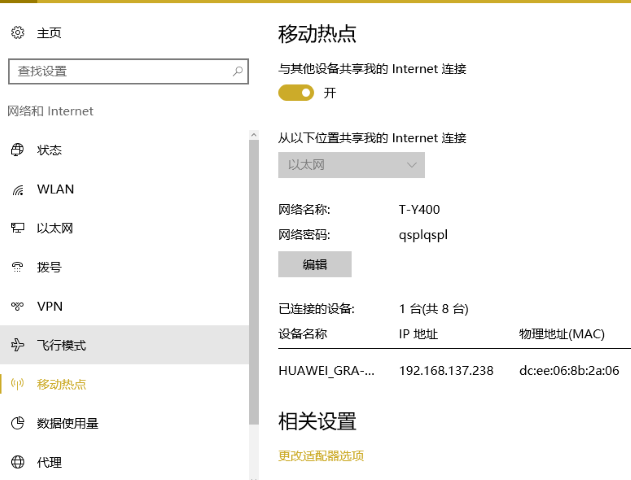 主页
查找设置
网络和 Internet
状态
WLAN
以太网
拨号
VPN
飞行模式
移动热点
数据使用量
代理
移动热点
与其他设备共享我的 Internet 连接
开
从以下位置共享我的 Internet 连接
以太网
网络名称: T-Y400
网络密码: qsplqspl
编辑
已连接的设备: 1 台(共 8 台)
设备名称 IP 地址 物理地址(MAC)
HUAWEI_GRA-... 192.168.137.238 dc:ee:06:8b:2a:06
相关设置
更改适配器选项